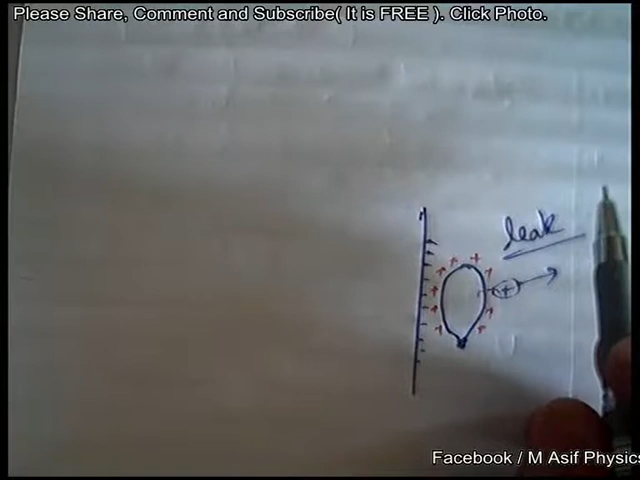 Please Share, Comment and Subscribe( It is FREE ). Click Photo.
leak
+
+
Facebook / M Asif Physics